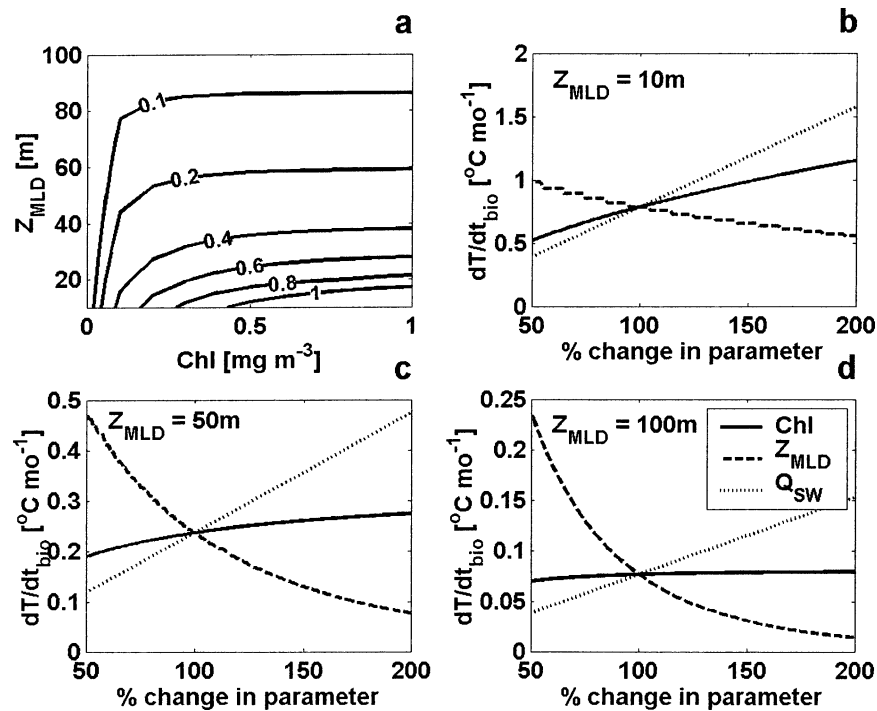 a
100
80
60
40
20
Z_MLD [m]
0.1
0.2
0.4
0.6
0.8
1
0
0.5
1
Chl [mg m⁻³]
b
2
1.5
1
0.5
0
dT/dt_bio [°C mo⁻¹]
Z_MLD = 10m
50
100
150
200
% change in parameter
c
0.5
0.4
0.3
0.2
0.1
0
dT/dt_bio [°C mo⁻¹]
Z_MLD = 50m
50
100
150
200
% change in parameter
d
0.25
0.2
0.15
0.1
0.05
0
dT/dt_bio [°C mo⁻¹]
Z_MLD = 100m
Chl
Z_MLD
Q_SW
50
100
150
200
% change in parameter